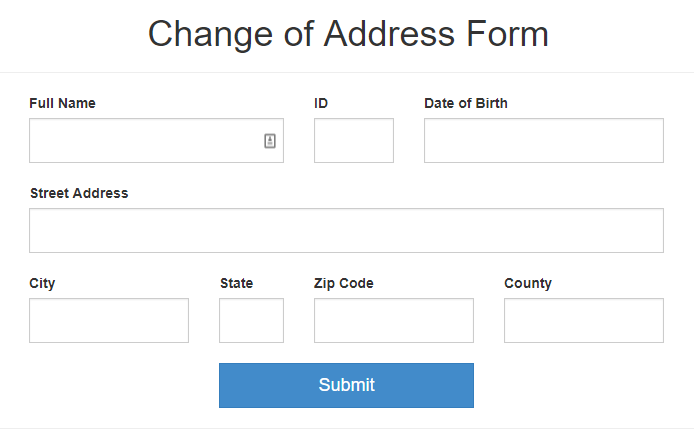 Change of Address Form
Full Name ID Date of Birth
Street Address
City State Zip Code County
Submit